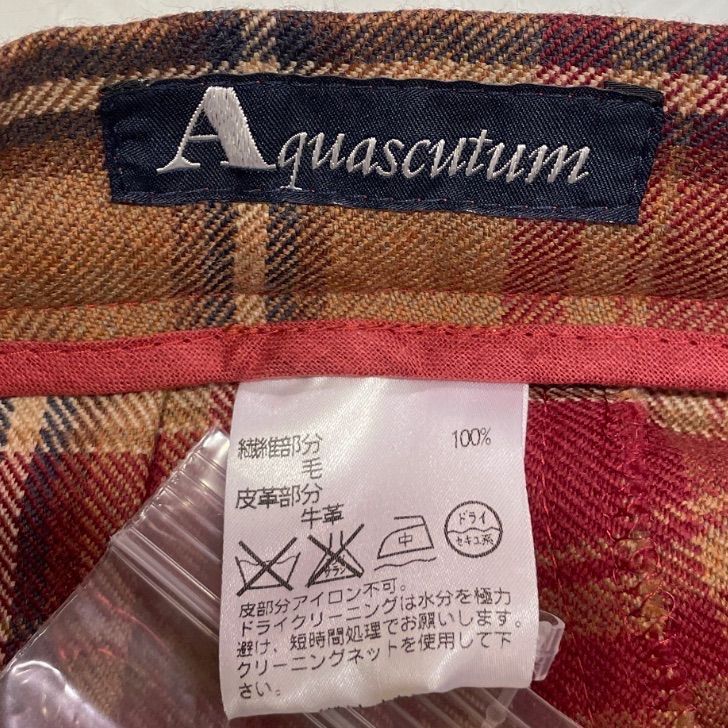 Aquascutum
繊維部分 100%
毛
皮革部分
牛革
中
ドライ
セキユ系
皮部分アイロン不可。
ドライクリーニングは水分を極力
避け、短時間処理でお願いします。
クリーニングネットを使用して下
さい。